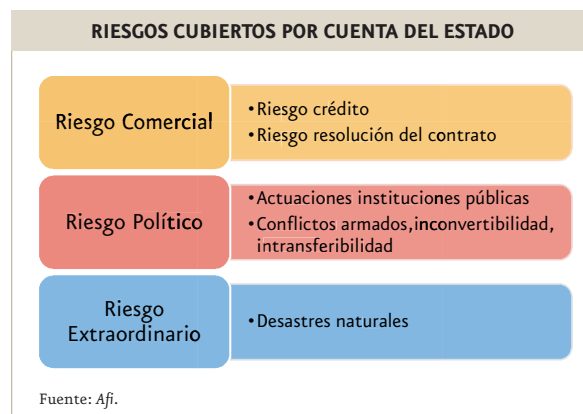 RIESGOS CUBIERTOS POR CUENTA DEL ESTADO
Riesgo Comercial
•Riesgo crédito
•Riesgo resolución del contrato
Riesgo Político
•Actuaciones instituciones públicas
•Conflictos armados,inconvertibilidad,
intransferibilidad
Riesgo
Extraordinario
•Desastres naturales
Fuente: Afi.